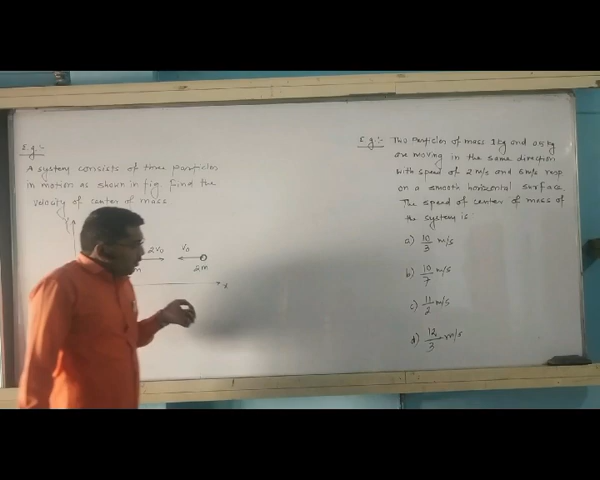 E.g:-
A system consists of three particles
in motion as shown in fig. Find the
velocity of center of mass
y
2V₀
V₀
m
2m
x
E.g:- Two Particles of mass 1kg and 0.5kg
are moving in the same direction
with speed of 2 m/s and 6m/s resp
on a smooth horizontal surface.
The speed of center of mass of
the system is:
a) 10/3 m/s
b) 10/7 m/s
c) 11/2 m/s
d) 12/3 m/s